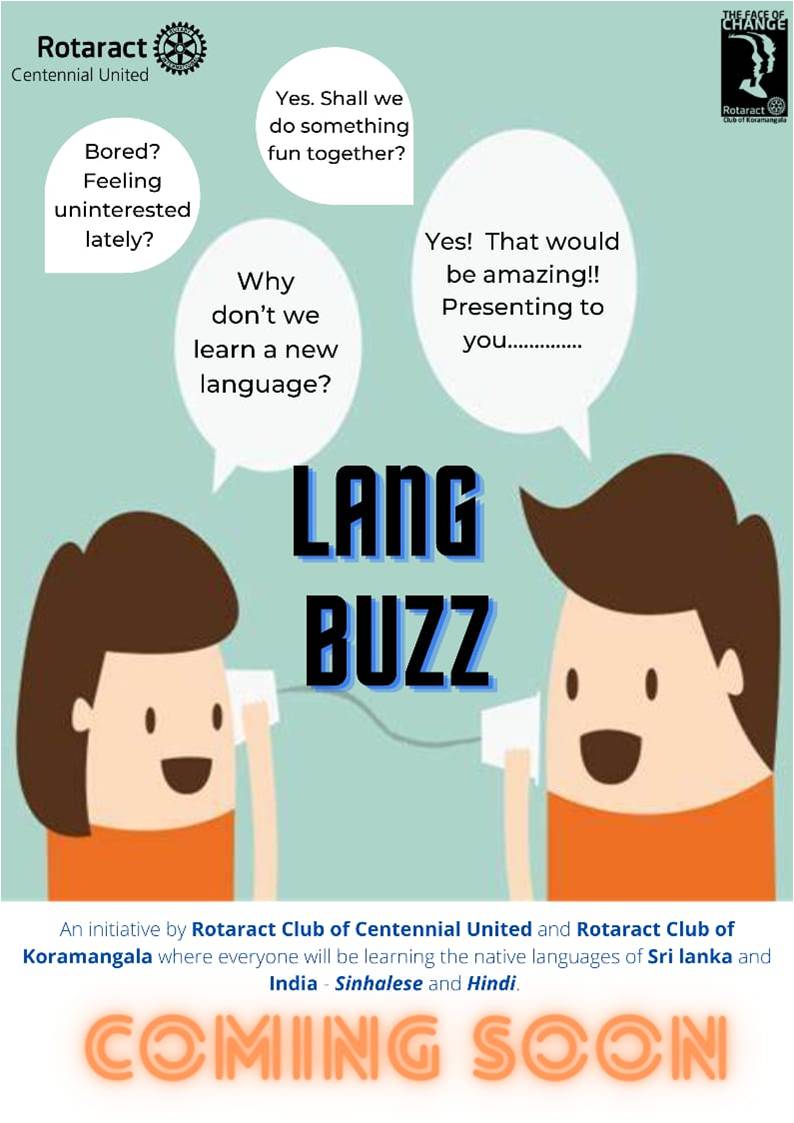 Rotaract
Centennial United
THE FACE OF
CHANGE
Rotaract
Club of Koramangala
Bored?
Feeling
uninterested
lately?
Yes. Shall we
do something
fun together?
Why
don't we
learn a new
language?
Yes!  That would
be amazing!!
Presenting to
you..............
LANG
BUZZ
An initiative by Rotaract Club of Centennial United and Rotaract Club of
Koramangala where everyone will be learning the native languages of Sri lanka and
India - Sinhalese and Hindi.
COMING SOON